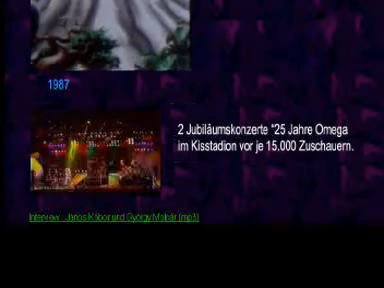 1987
2 Jubiläumskonzerte "25 Jahre Omega
im Kisstadion vor je 15.000 Zuschauern.
Interview : Janos Kóbor und György Molnár (mp3)